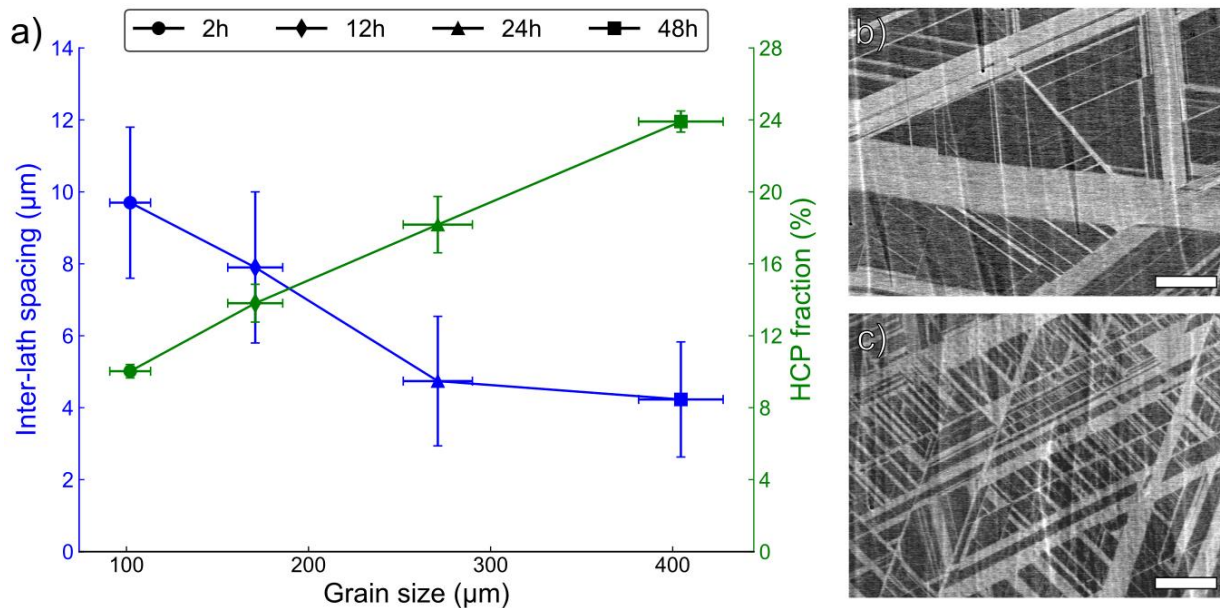 a)
2h 12h 24h 48h
14
12
10
8
6
4
2
0
Inter-lath spacing (µm)
28
24
20
16
12
8
4
0
HCP fraction (%)
100 200 300 400
Grain size (µm)
b)
c)